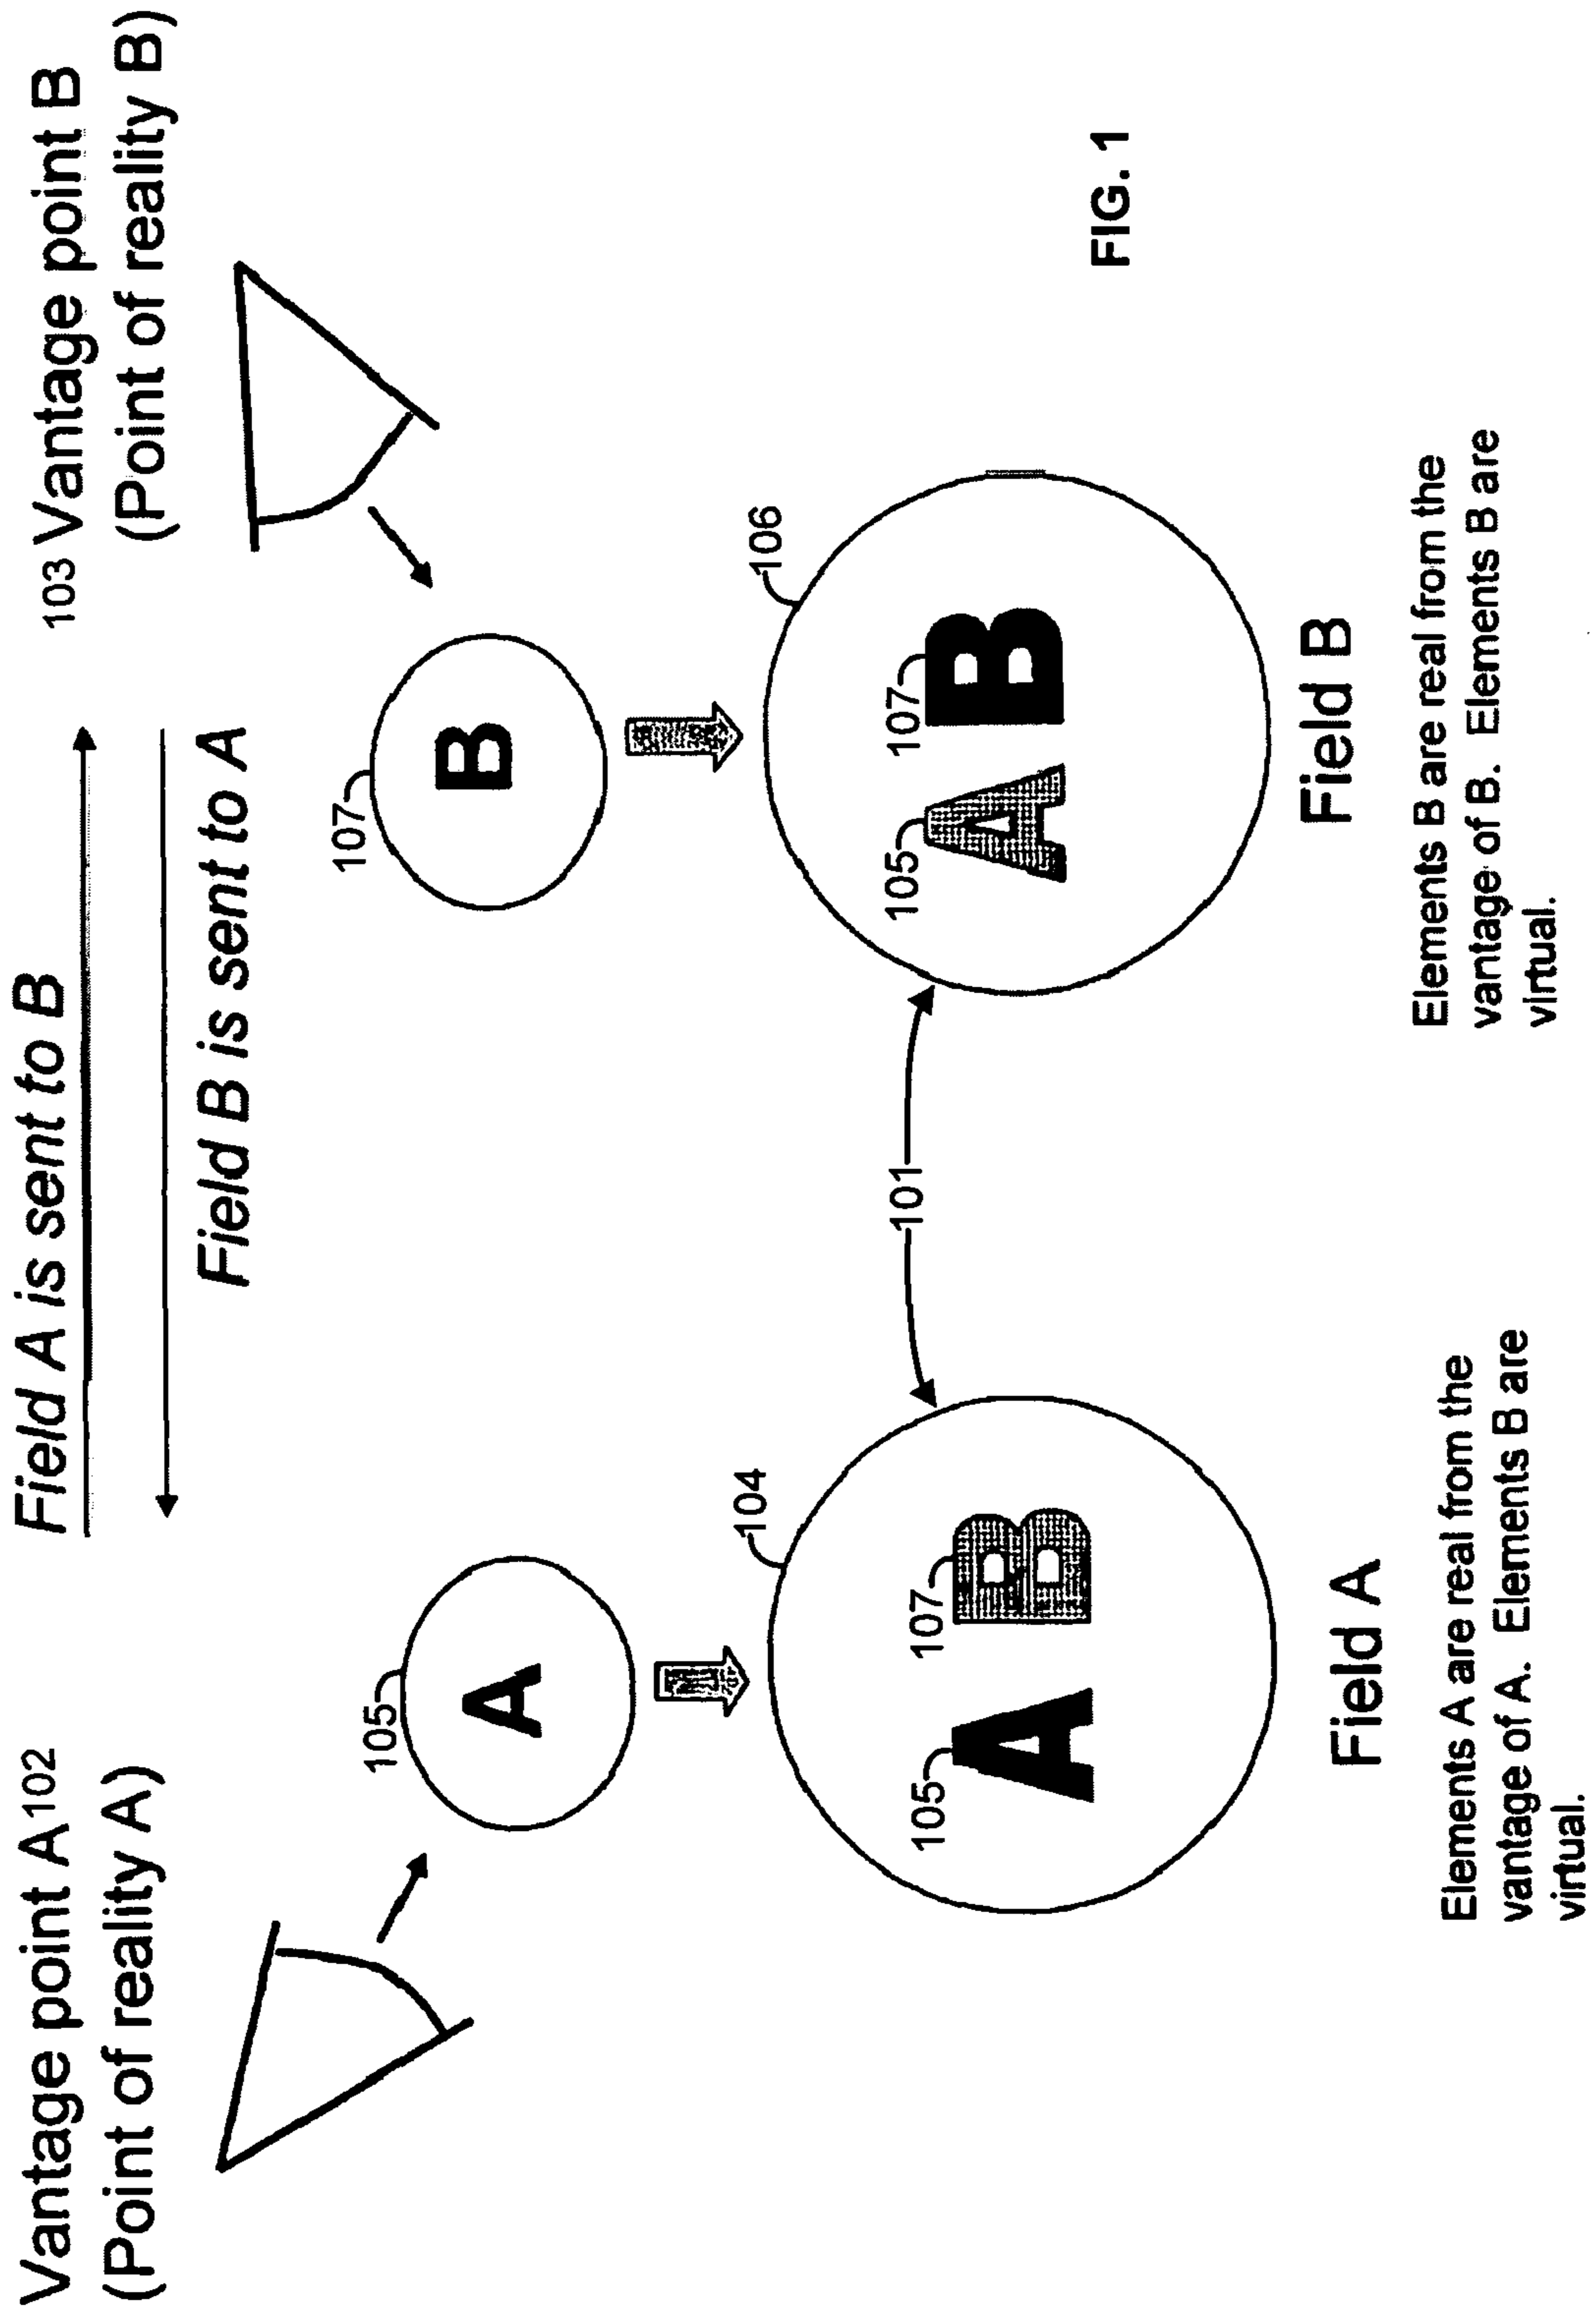 Vantage point A 102
(Point of reality A)
Field A is sent to B
Field B is sent to A
103 Vantage point B
(Point of reality B)
105
A
107
B
104
105
107
A B
101
106
105
107
A B
Field A
Field B
Elements A are real from the
vantage of A. Elements B are
virtual.
Elements B are real from the
vantage of B. Elements B are
virtual.
FIG. 1